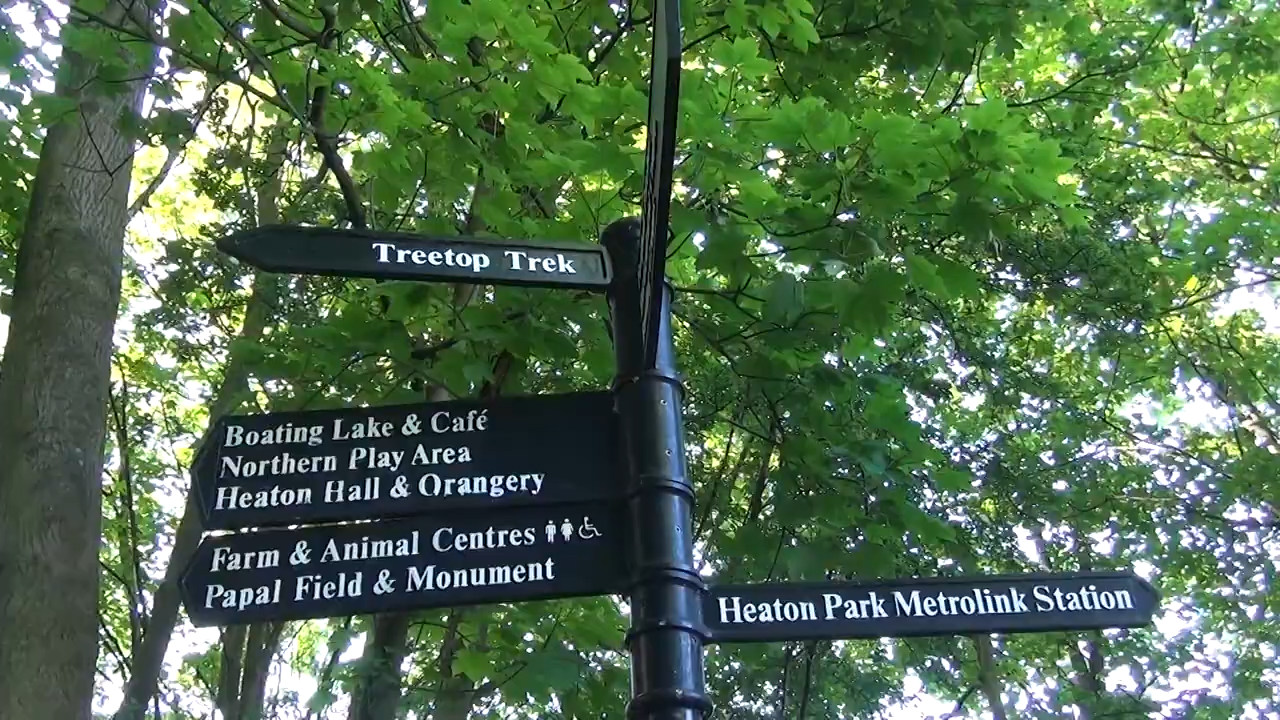 Treetop Trek
Boating Lake & Café
Northern Play Area
Heaton Hall & Orangery
Farm & Animal Centres
Papal Field & Monument
Heaton Park Metrolink Station